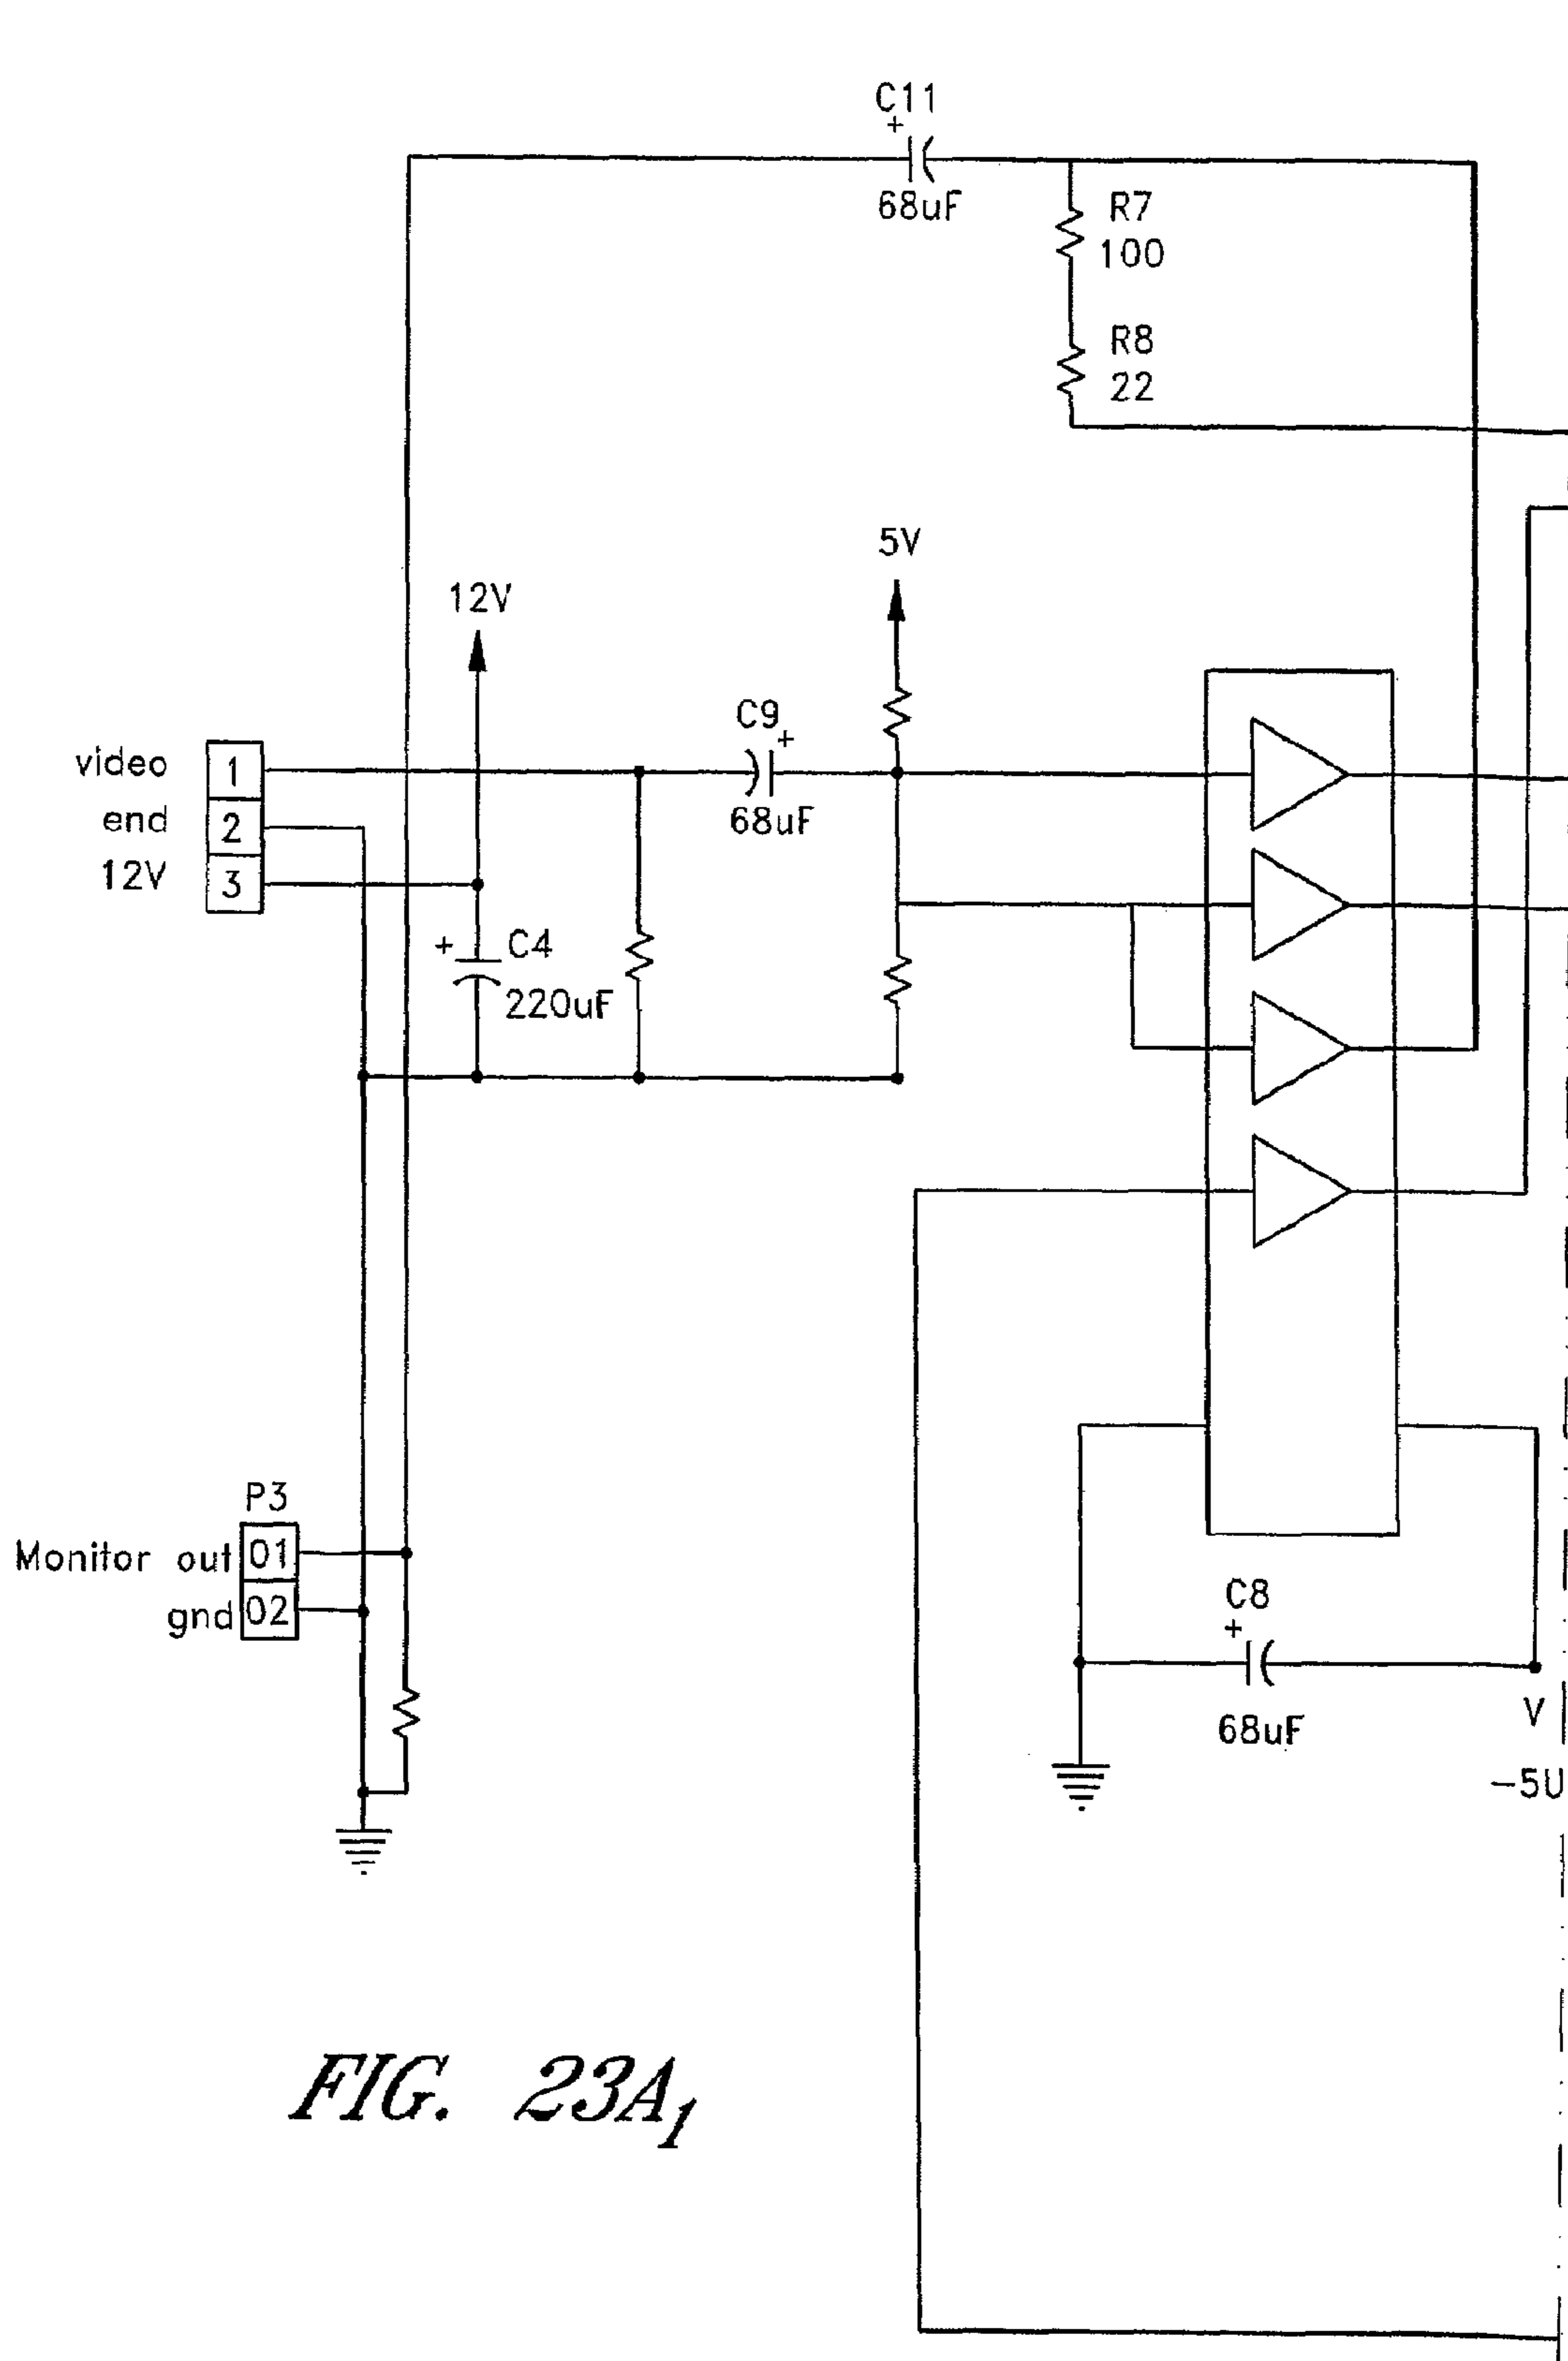 C11
+
68uF
R7
100
R8
22
5V
12V
C9
+
68uF
video 1
end 2
12V 3
+ C4
220uF
P3
Monitor out 01
gnd 02
C8
+
68uF
V
-5U
FIG. 23A1